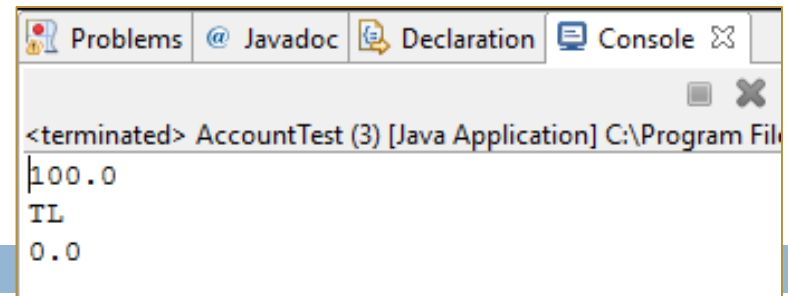 Problems @ Javadoc Declaration Console
<terminated> AccountTest (3) [Java Application] C:\Program File
100.0
TL
0.0